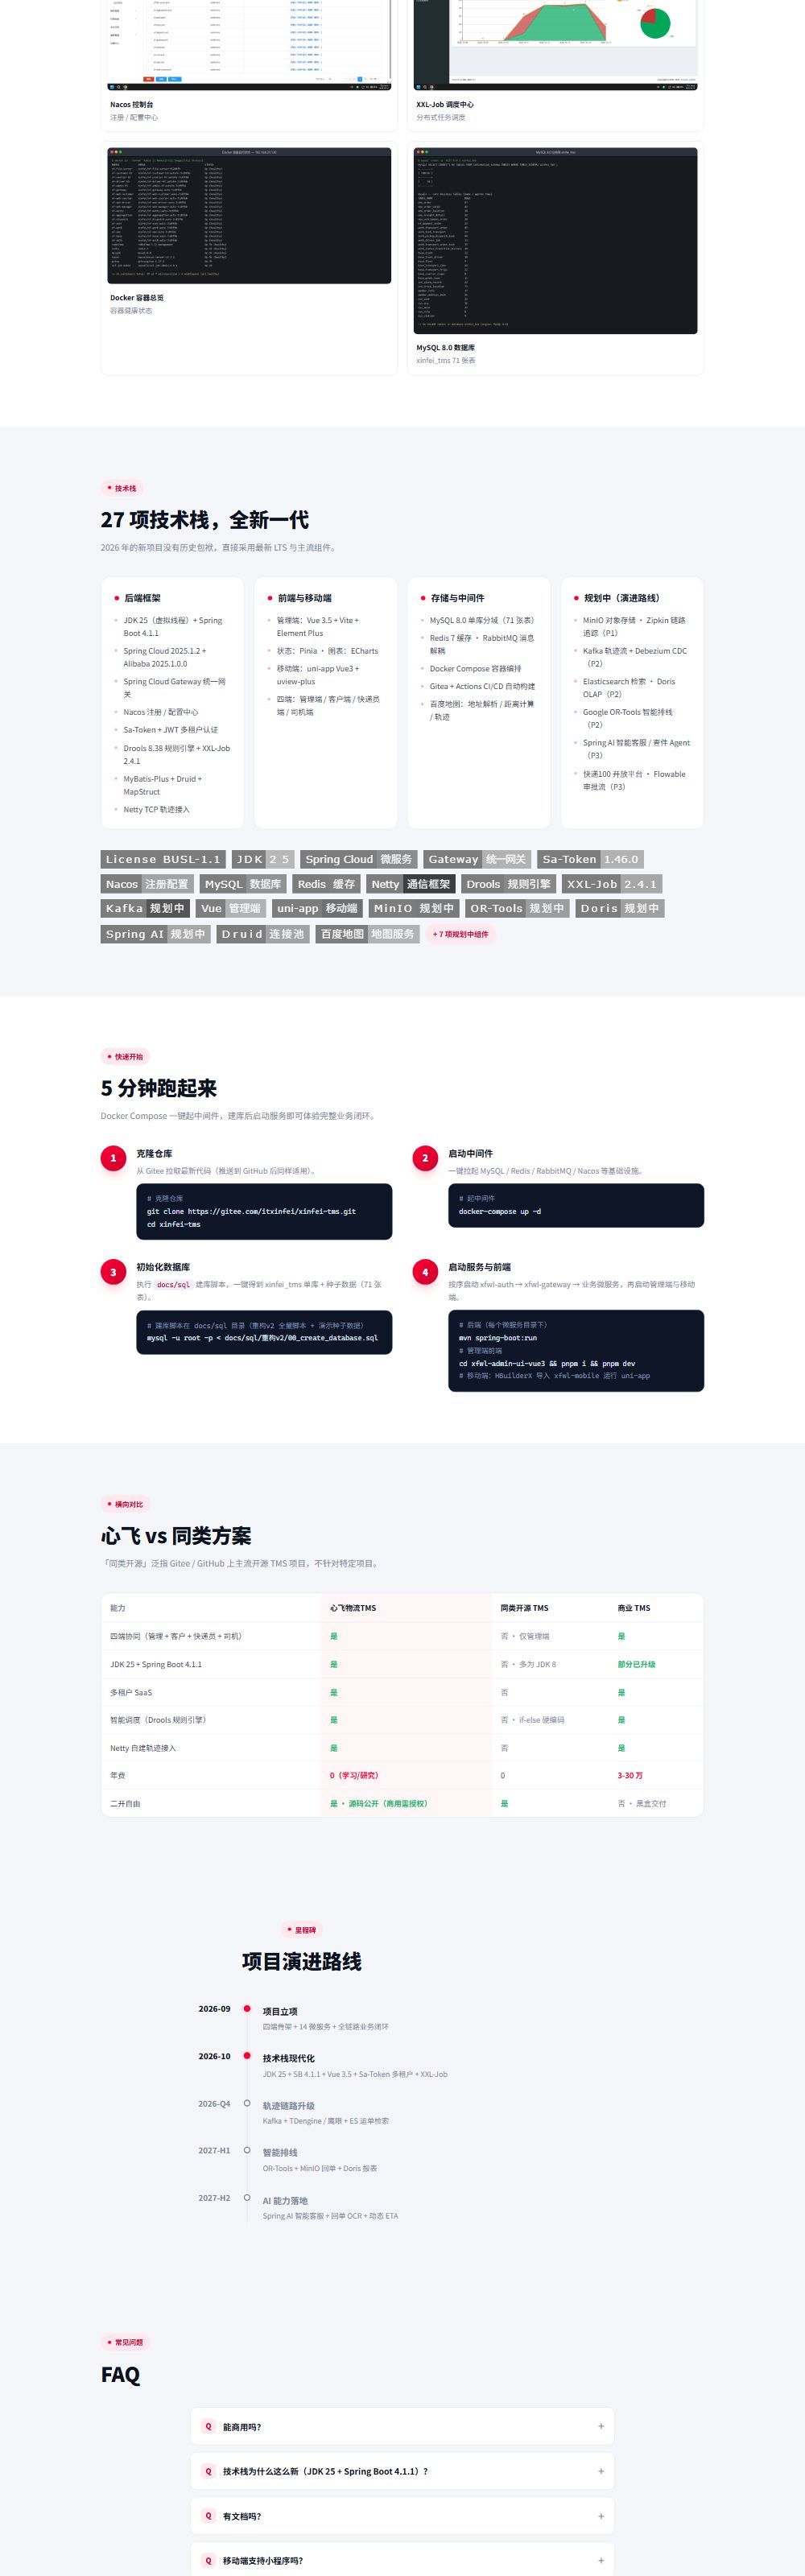 Nacos 控制台
注册 / 配置中心
XXL-Job 调度中心
分布式任务调度
Docker 容器总览
容器健康状态
MySQL 8.0 数据库
xinfei_tms 71 张表
技术栈
27 项技术栈，全新一代
2026 年的新项目没有历史包袱，直接采用最新 LTS 与主流组件。
后端框架
JDK 25（虚拟线程）+ Spring
Boot 4.1.1
Spring Cloud 2025.1.2 +
Alibaba 2025.1.0.0
Spring Cloud Gateway 统一网
关
Nacos 注册 / 配置中心
Sa-Token + JWT 多租户认证
Drools 8.38 规则引擎 + XXL-Job
2.4.1
MyBatis-Plus + Druid +
MapStruct
Netty TCP 轨迹接入
前端与移动端
管理端：Vue 3.5 + Vite +
Element Plus
状态：Pinia · 图表：ECharts
移动端：uni-app Vue3 +
uview-plus
四端：管理端 / 客户端 / 快递员
端 / 司机端
存储与中间件
MySQL 8.0 单库分域（71 张表）
Redis 7 缓存 · RabbitMQ 消息
解耦
Docker Compose 容器编排
Gitea + Actions CI/CD 自动构建
百度地图：地址解析 / 距离计算
/ 轨迹
规划中（演进路线）
MinIO 对象存储 · Zipkin 链路
追踪（P1）
Kafka 轨迹流 + Debezium CDC
（P2）
Elasticsearch 检索 · Doris
OLAP（P2）
Google OR-Tools 智能排线
（P2）
Spring AI 智能客服 / 查件 Agent
（P3）
快递100 开放平台 · Flowable
审批流（P3）
License BUSL-1.1 JDK 25 Spring Cloud 微服务 Gateway 统一网关 Sa-Token 1.46.0
Nacos 注册配置 MySQL 数据库 Redis 缓存 Netty 通信框架 Drools 规则引擎 XXL-Job 2.4.1
Kafka 规划中 Vue 管理端 uni-app 移动端 MinIO 规划中 OR-Tools 规划中 Doris 规划中
Spring AI 规划中 Druid 连接池 百度地图 地图服务 + 7 项规划中组件
快速开始
5 分钟跑起来
Docker Compose 一键起中间件，建库后启动服务即可体验完整业务闭环。
1
克隆仓库
从 Gitee 拉取最新代码（推送到 GitHub 后同样适用）。
# 克隆仓库
git clone https://gitee.com/itxinfei/xinfei-tms.git
cd xinfei-tms
2
启动中间件
一键拉起 MySQL / Redis / RabbitMQ / Nacos 等基础设施。
# 起中间件
docker-compose up -d
3
初始化数据库
执行 docs/sql 建库脚本，一键得到 xinfei_tms 单库 + 种子数据（71 张
表）。
# 建库脚本在 docs/sql 目录（重构v2 全量脚本 + 演示种子数据）
mysql -u root -p < docs/sql/重构v2/00_create_database.sql
4
启动服务与前端
按序启动 xfwl-auth → xfwl-gateway → 业务微服务，再启动管理端与移动
端。
# 后端（每个微服务目录下）
mvn spring-boot:run
# 管理端前端
cd xfwl-admin-ui-vue3 && pnpm i && pnpm dev
# 移动端：HBuilderX 导入 xfwl-mobile 运行 uni-app
横向对比
心飞 vs 同类方案
「同类开源」泛指 Gitee / GitHub 上主流开源 TMS 项目，不针对特定项目。
能力 心飞物流TMS 同类开源 TMS 商业 TMS
四端协同（管理 + 客户 + 快递员 + 司机） 是 否 · 仅管理端 是
JDK 25 + Spring Boot 4.1.1 是 否 · 多为 JDK 8 部分已升级
多租户 SaaS 是 否 是
智能调度（Drools 规则引擎） 是 否 · if-else 硬编码 是
Netty 自建轨迹接入 是 否 是
年费 0（学习/研究） 0 3-30 万
二开自由 是 · 源码公开（商用需授权） 是 否 · 黑盒交付
里程碑
项目演进路线
2026-09
项目立项
四端骨架 + 14 微服务 + 全链路业务闭环
2026-10
技术栈现代化
JDK 25 + SB 4.1.1 + Vue 3.5 + Sa-Token 多租户 + XXL-Job
2026-Q4
轨迹链路升级
Kafka + TDengine / 鹰眼 + ES 运单检索
2027-H1
智能排线
OR-Tools + MinIO 回单 + Doris 报表
2027-H2
AI 能力落地
Spring AI 智能客服 + 回单 OCR + 动态 ETA
常见问题
FAQ
Q 能商用吗？ +
Q 技术栈为什么这么新（JDK 25 + Spring Boot 4.1.1）？ +
Q 有文档吗？ +
Q 移动端支持小程序吗？ +